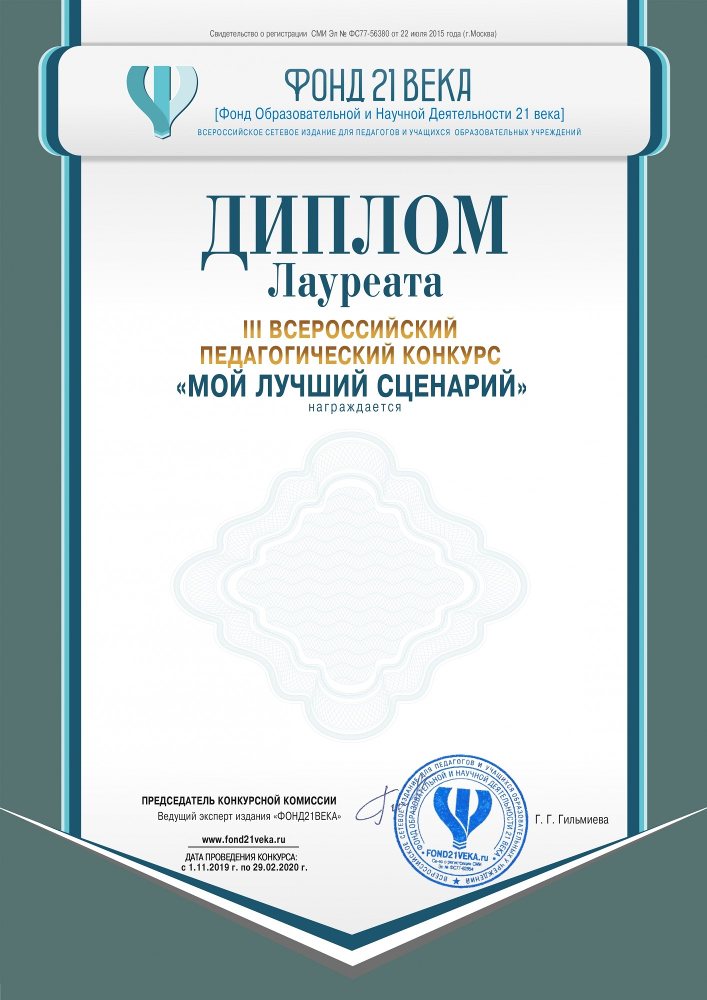 Свидетельство о регистрации СМИ Эл № ФС77-56380 от 22 июля 2015 года (г.Москва)
ФОНД 21 ВЕКА
[Фонд Образовательной и Научной Деятельности 21 века]
ВСЕРОССИЙСКОЕ СЕТЕВОЕ ИЗДАНИЕ ДЛЯ ПЕДАГОГОВ И УЧАЩИХСЯ ОБРАЗОВАТЕЛЬНЫХ УЧРЕЖДЕНИЙ
ДИПЛОМ
Лауреата
III ВСЕРОССИЙСКИЙ
ПЕДАГОГИЧЕСКИЙ КОНКУРС
«МОЙ ЛУЧШИЙ СЦЕНАРИЙ»
награждается
ПРЕДСЕДАТЕЛЬ КОНКУРСНОЙ КОМИССИИ
Ведущий эксперт издания «ФОНД21ВЕКА»
Г. Г. Гильмиева
www.fond21veka.ru
ДАТА ПРОВЕДЕНИЯ КОНКУРСА:
с 1.11.2019 г. по 29.02.2020 г.
ВСЕРОССИЙСКОЕ СЕТЕВОЕ ИЗДАНИЕ ДЛЯ ПЕДАГОГОВ И УЧАЩИХСЯ ОБРАЗОВАТЕЛЬНЫХ УЧРЕЖДЕНИЙ
ФОНД ОБРАЗОВАТЕЛЬНОЙ И НАУЧНОЙ ДЕЯТЕЛЬНОСТИ 21 ВЕКА
FOND21VEKA.ru
Св-во о регистрации СМИ
Эл № ФС77-62854